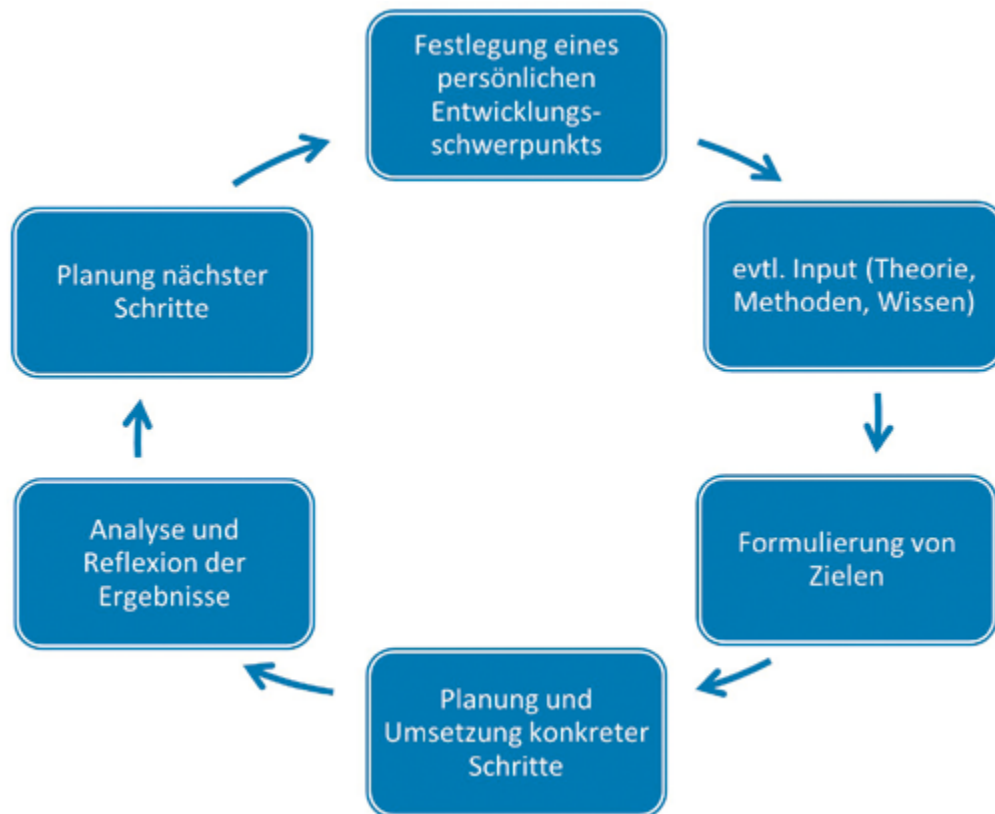 Festlegung eines
persönlichen
Entwicklungs-
schwerpunkts
evtl. Input (Theorie,
Methoden, Wissen)
Formulierung von
Zielen
Planung und
Umsetzung konkreter
Schritte
Analyse und
Reflexion der
Ergebnisse
Planung nächster
Schritte